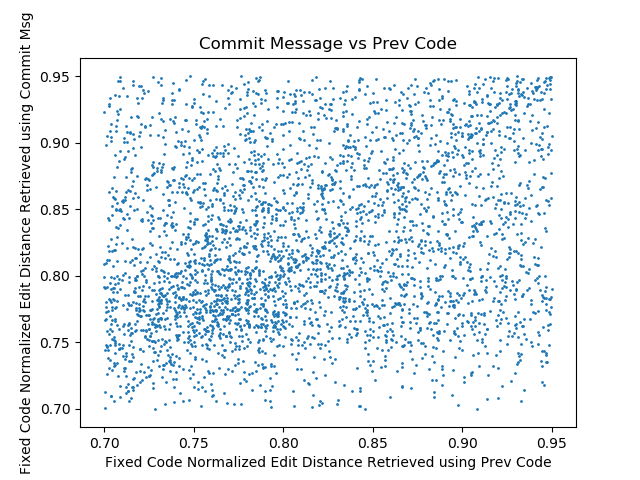 Commit Message vs Prev Code
Fixed Code Normalized Edit Distance Retrieved using Commit Msg
0.95
0.90
0.85
0.80
0.75
0.70
0.70 0.75 0.80 0.85 0.90 0.95
Fixed Code Normalized Edit Distance Retrieved using Prev Code